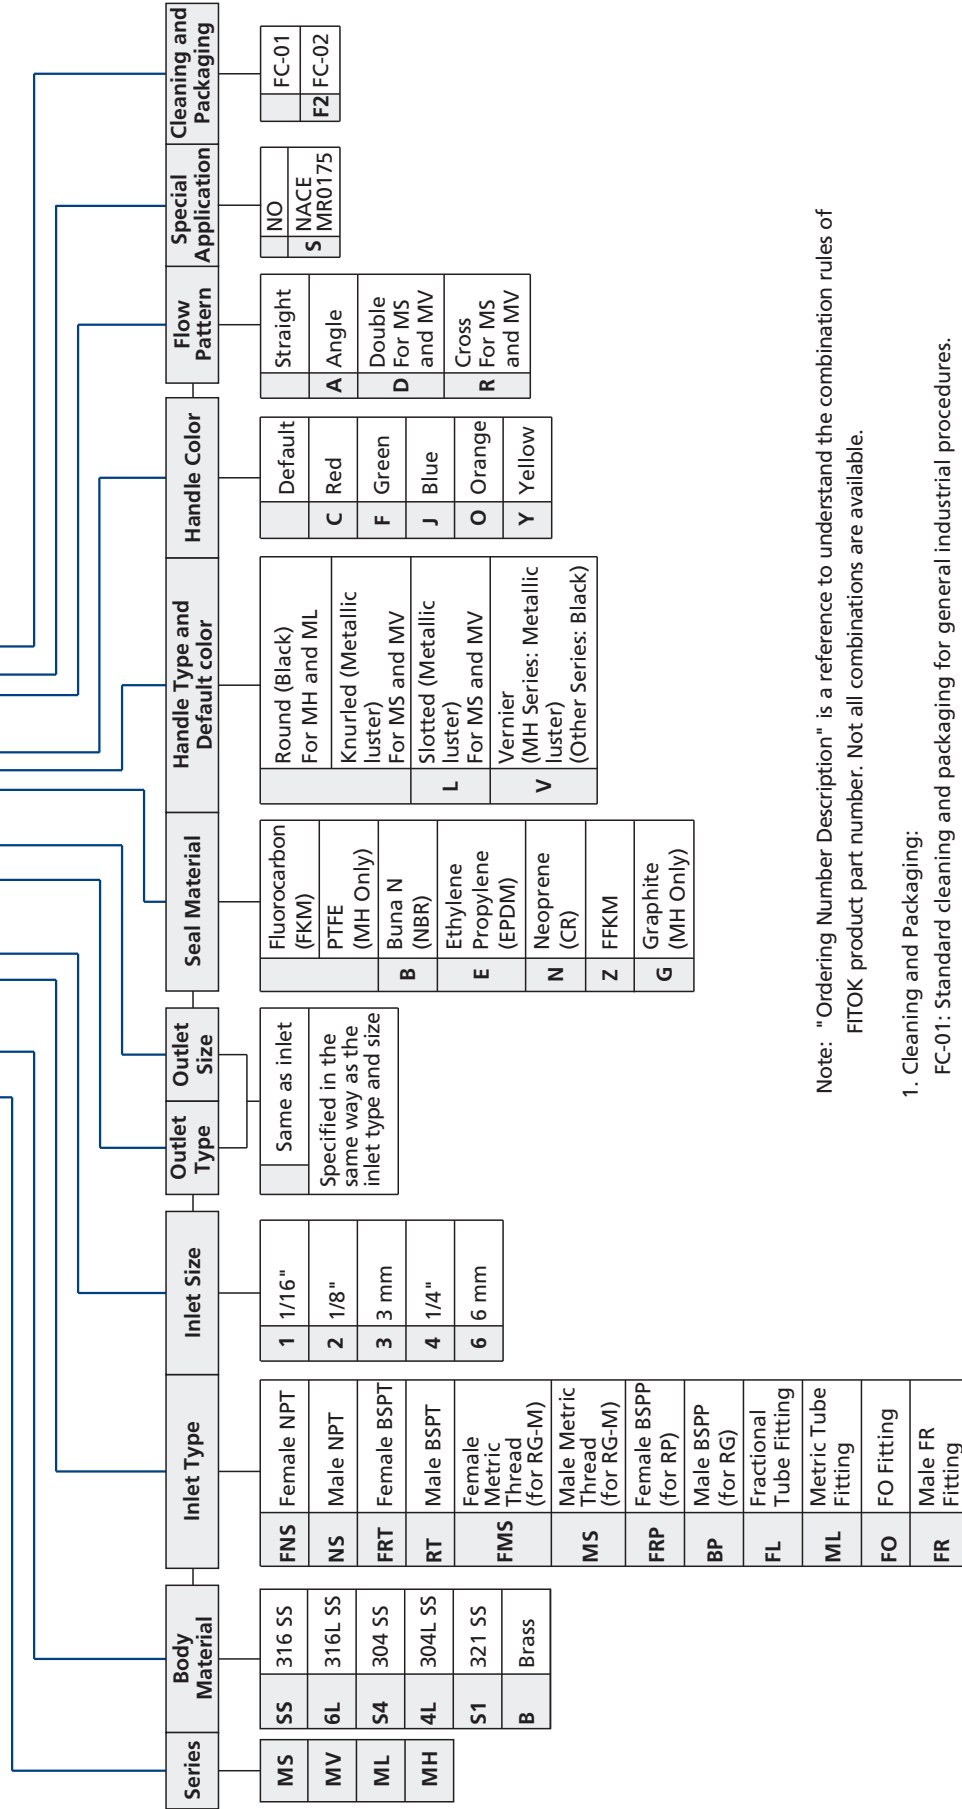 Series
MS
MV
ML
MH
Body
Material
SS 316 SS
6L 316L SS
S4 304 SS
4L 304L SS
S1 321 SS
B Brass
Inlet Type
FNS Female NPT
NS Male NPT
FRT Female BSPT
RT Male BSPT
FMS Female
Metric
Thread
(for RG-M)
MS Male Metric
Thread
(for RG-M)
FRP Female BSPP
(for RP)
BP Male BSPP
(for RG)
FL Fractional
Tube Fitting
ML Metric Tube
Fitting
FO FO Fitting
FR Male FR
Fitting
Inlet Size
1 1/16"
2 1/8"
3 3 mm
4 1/4"
6 6 mm
Outlet
Type
Outlet
Size
Same as inlet
Specified in the
same way as the
inlet type and size
Seal Material
Fluorocarbon
(FKM)
PTFE
(MH Only)
B Buna N
(NBR)
E Ethylene
Propylene
(EPDM)
N Neoprene
(CR)
Z FFKM
G Graphite
(MH Only)
Handle Type and
Default color
Round (Black)
For MH and ML
Knurled (Metallic
luster)
For MS and MV
L Slotted (Metallic
luster)
For MS and MV
V Vernier
(MH Series: Metallic
luster)
(Other Series: Black)
Handle Color
Default
C Red
F Green
J Blue
O Orange
Y Yellow
Flow
Pattern
Straight
A Angle
D Double
For MS
and MV
R Cross
For MS
and MV
Special
Application
NO
S NACE
MR0175
Cleaning and
Packaging
FC-01
F2 FC-02
Note: "Ordering Number Description" is a reference to understand the combination rules of
FITOK product part number. Not all combinations are available.
1. Cleaning and Packaging:
FC-01: Standard cleaning and packaging for general industrial procedures.